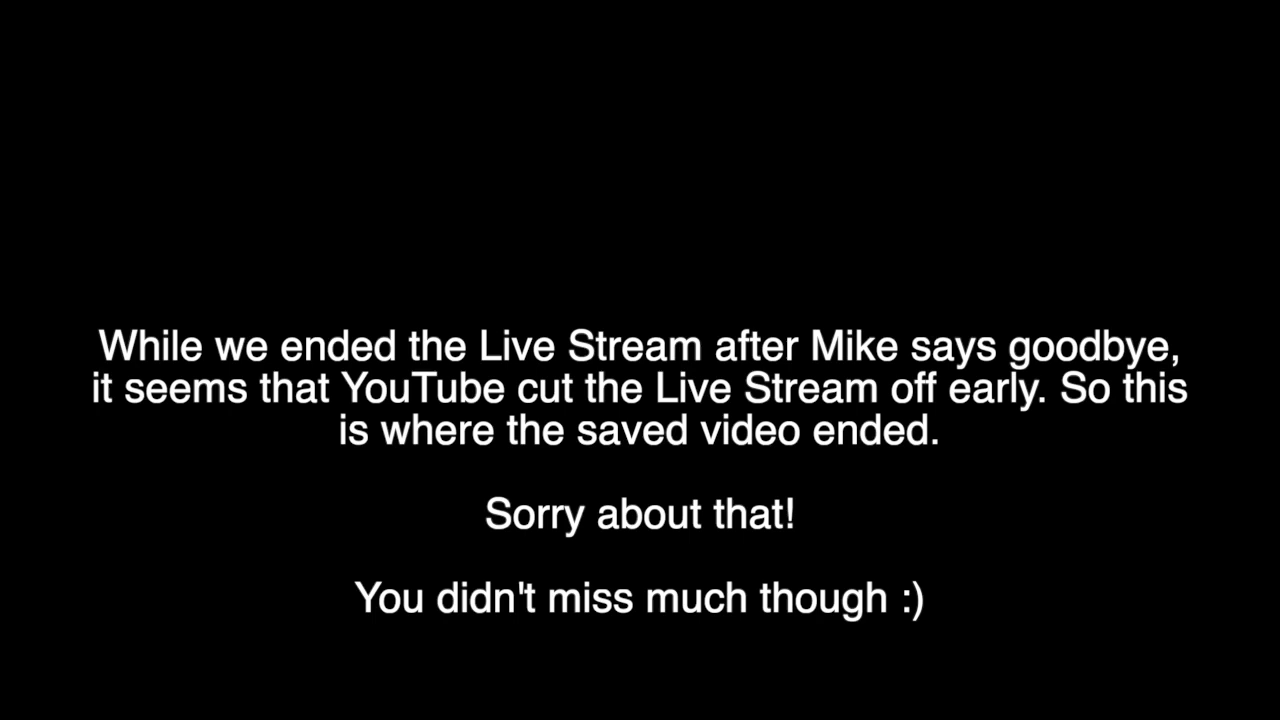 While we ended the Live Stream after Mike says goodbye,
it seems that YouTube cut the Live Stream off early. So this
is where the saved video ended.
Sorry about that!
You didn't miss much though :)